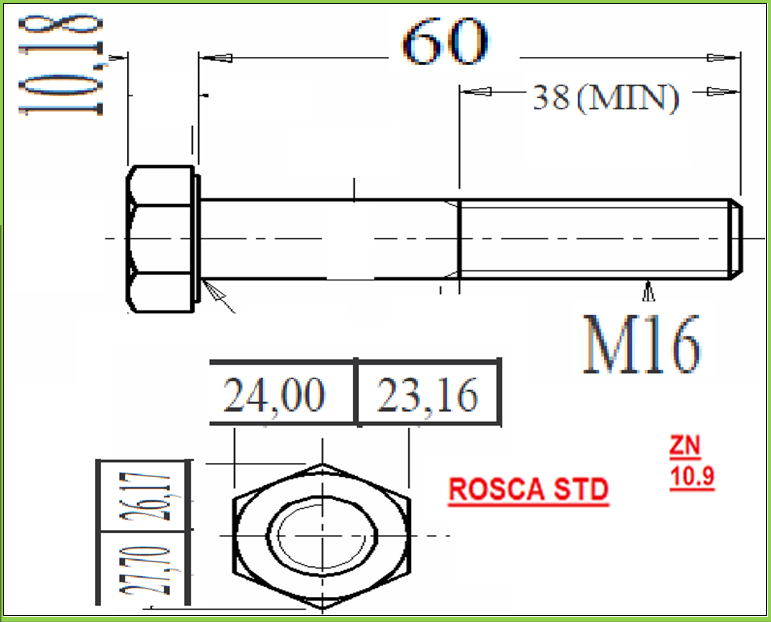 10,18
60
38 (MIN)
M16
24,00 23,16
26,17
27,70
ROSCA STD
ZN
10.9